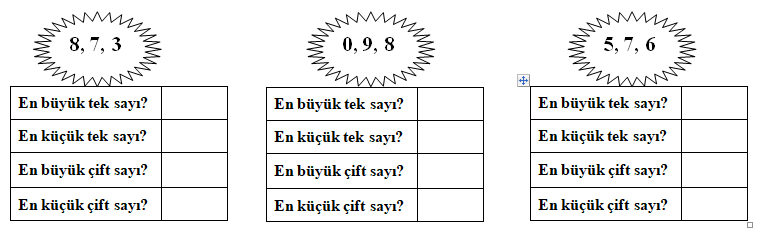 8, 7, 3
En büyük tek sayı?
En küçük tek sayı?
En büyük çift sayı?
En küçük çift sayı?
0, 9, 8
En büyük tek sayı?
En küçük tek sayı?
En büyük çift sayı?
En küçük çift sayı?
5, 7, 6
En büyük tek sayı?
En küçük tek sayı?
En büyük çift sayı?
En küçük çift sayı?